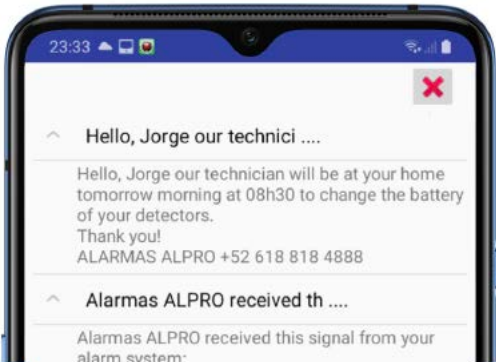 23:33
Hello, Jorge our technici ....
Hello, Jorge our technician will be at your home
tomorrow morning at 08h30 to change the battery
of your detectors.
Thank you!
ALARMAS ALPRO +52 618 818 4888
Alarmas ALPRO received th ....
Alarmas ALPRO received this signal from your
alarm system: